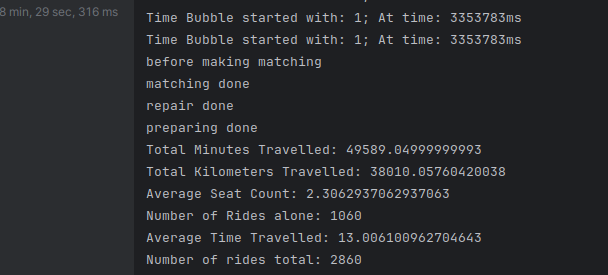 8 min, 29 sec, 316 ms
Time Bubble started with: 1; At time: 3353783ms
Time Bubble started with: 1; At time: 3353783ms
before making matching
matching done
repair done
preparing done
Total Minutes Travelled: 49589.04999999993
Total Kilometers Travelled: 38010.05760420038
Average Seat Count: 2.3062937062937063
Number of Rides alone: 1060
Average Time Travelled: 13.006100962704643
Number of rides total: 2860